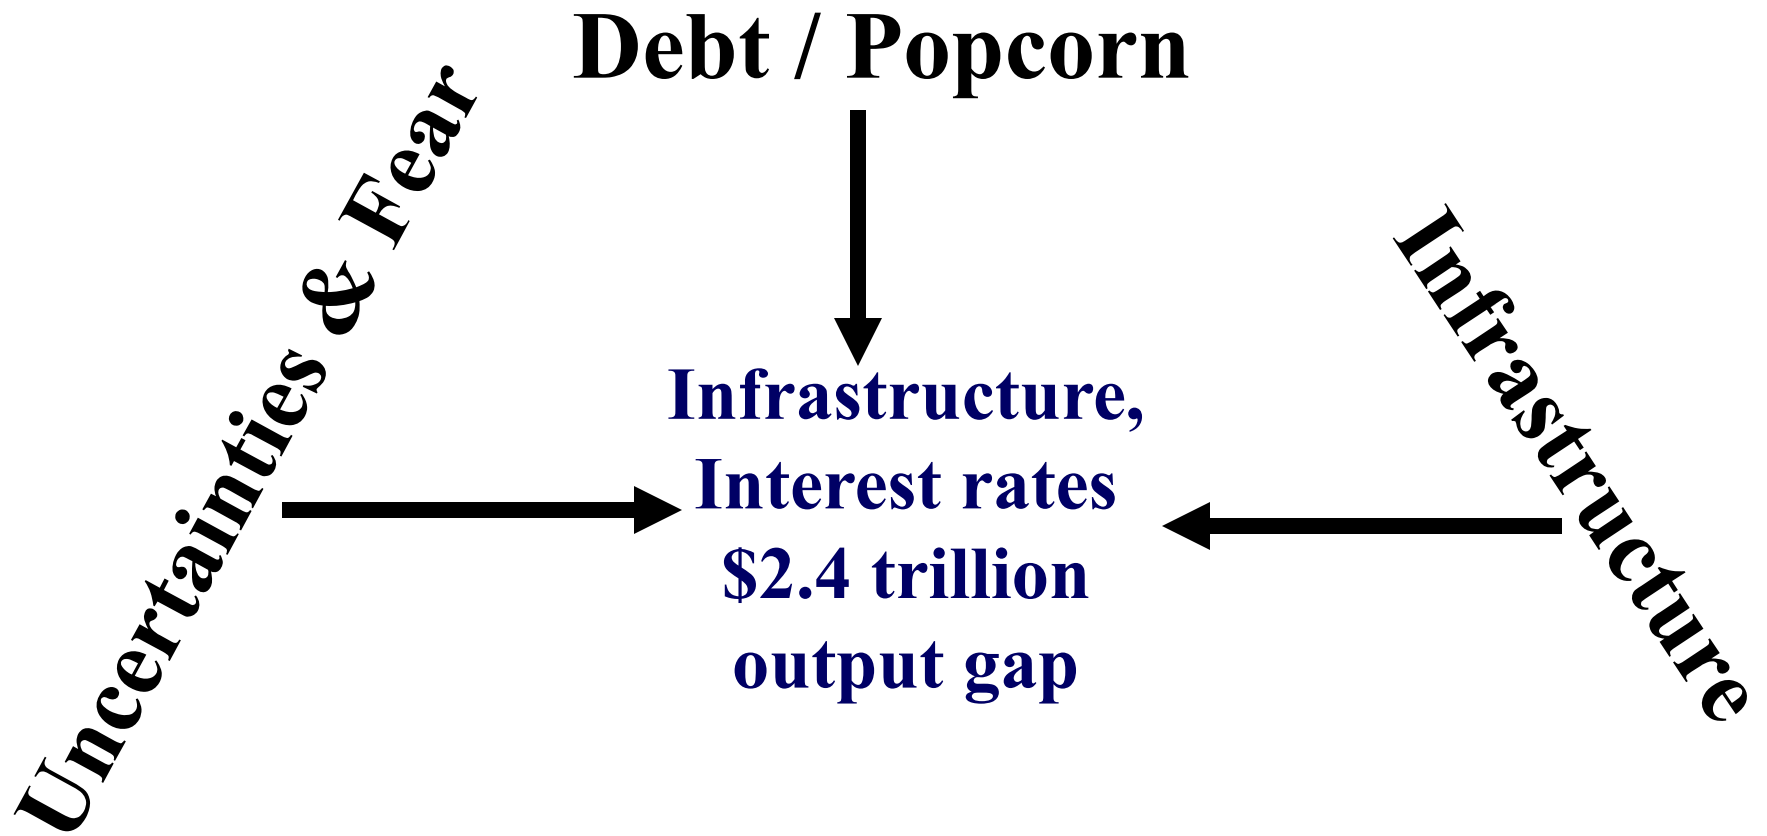 Debt / Popcorn
Uncertainties & Fear
Infrastructure
Infrastructure,
Interest rates
$2.4 trillion
output gap